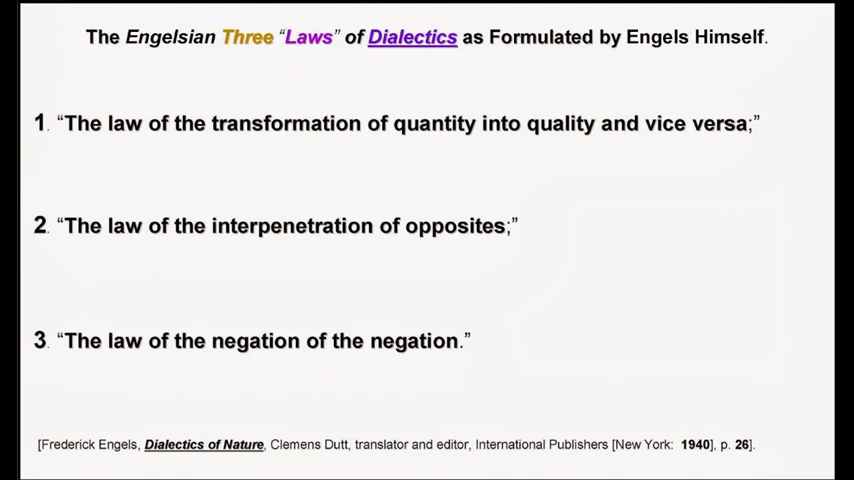 The Engelsian Three “Laws” of Dialectics as Formulated by Engels Himself.
1. “The law of the transformation of quantity into quality and vice versa;”
2. “The law of the interpenetration of opposites;”
3. “The law of the negation of the negation.”
[Frederick Engels, Dialectics of Nature, Clemens Dutt, translator and editor, International Publishers [New York: 1940], p. 26].